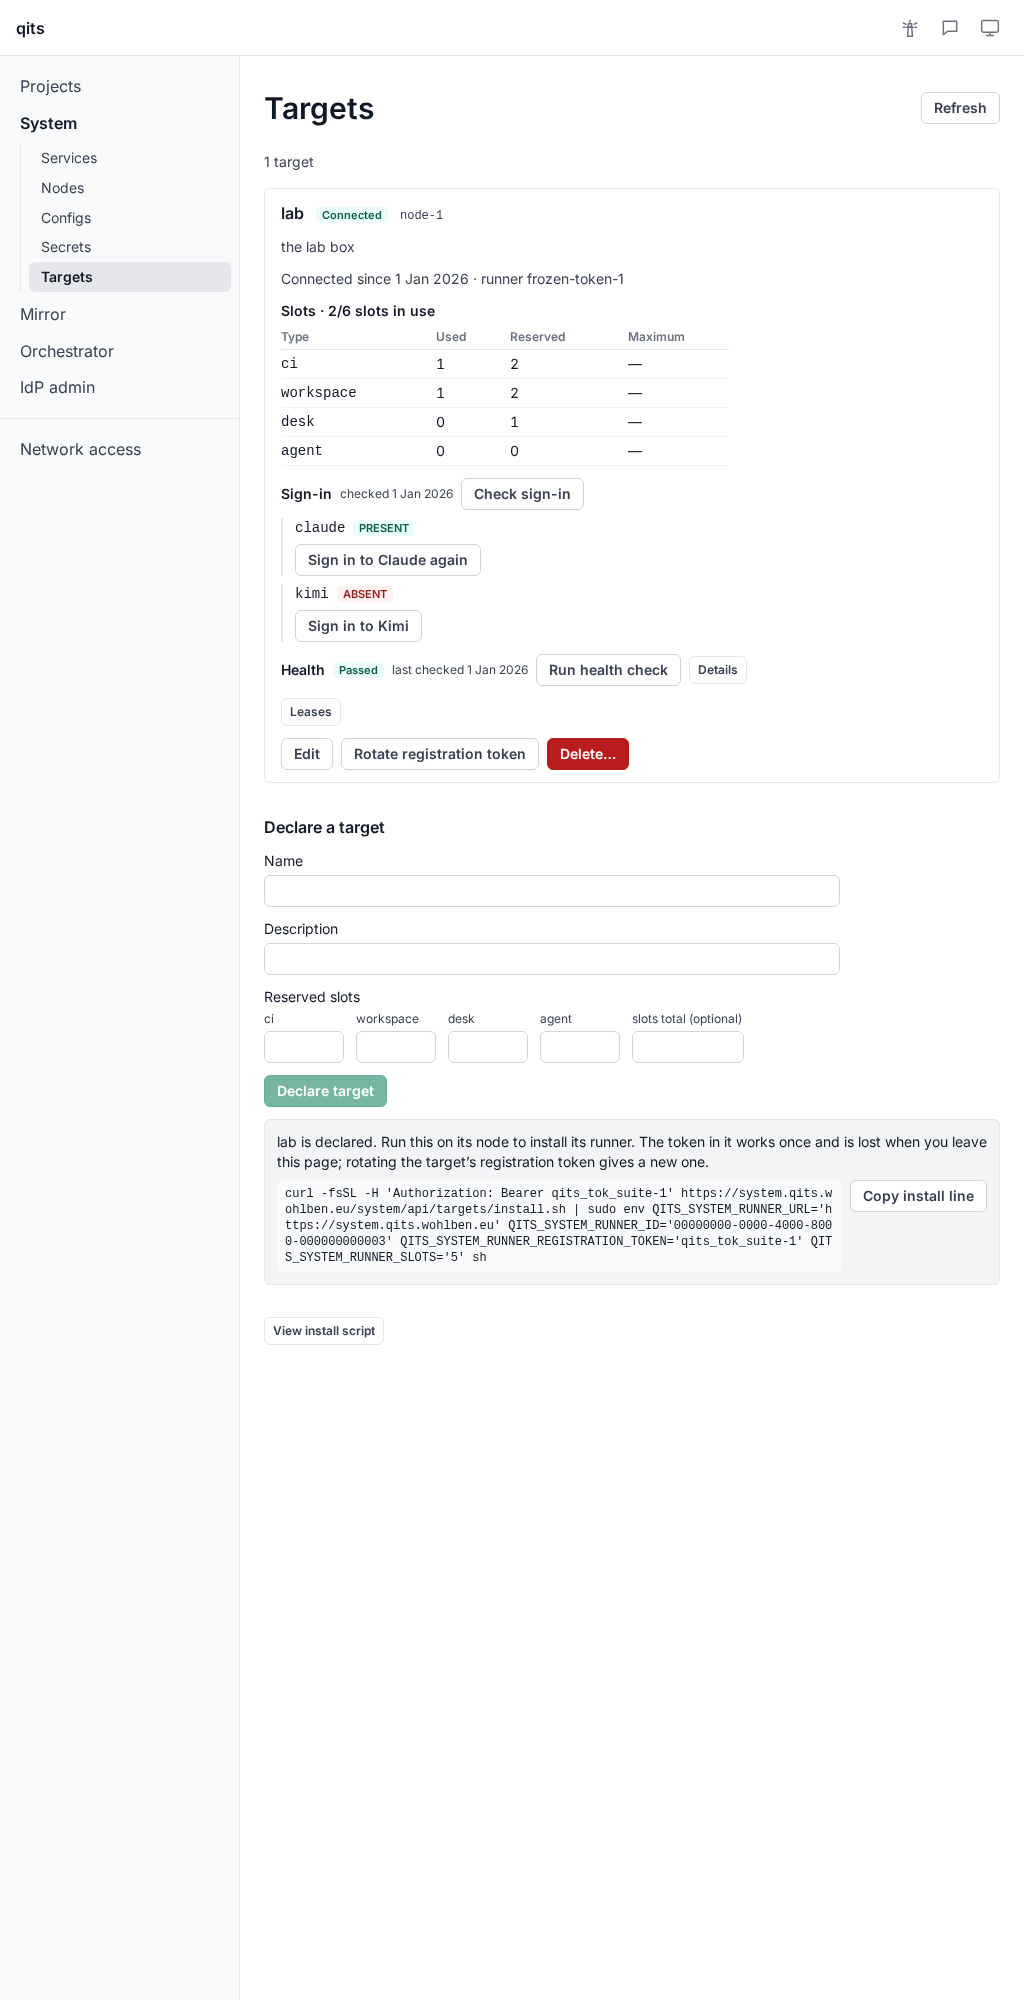 qits
Projects
System
Services
Nodes
Configs
Secrets
Targets
Mirror
Orchestrator
IdP admin
Network access
Targets
Refresh
1 target
lab Connected node-1
the lab box
Connected since 1 Jan 2026 · runner frozen-token-1
Slots · 2/6 slots in use
Type Used Reserved Maximum
ci 1 2 —
workspace 1 2 —
desk 0 1 —
agent 0 0 —
Sign-in checked 1 Jan 2026 Check sign-in
claude PRESENT
Sign in to Claude again
kimi ABSENT
Sign in to Kimi
Health Passed last checked 1 Jan 2026 Run health check Details
Leases
Edit Rotate registration token Delete…
Declare a target
Name
Description
Reserved slots
ci workspace desk agent slots total (optional)
Declare target
lab is declared. Run this on its node to install its runner. The token in it works once and is lost when you leave
this page; rotating the target’s registration token gives a new one.
curl -fsSL -H 'Authorization: Bearer qits_tok_suite-1' https://system.qits.w
ohlben.eu/system/api/targets/install.sh | sudo env QITS_SYSTEM_RUNNER_URL='h
ttps://system.qits.wohlben.eu' QITS_SYSTEM_RUNNER_ID='00000000-0000-4000-800
0-000000000003' QITS_SYSTEM_RUNNER_REGISTRATION_TOKEN='qits_tok_suite-1' QIT
S_SYSTEM_RUNNER_SLOTS='5' sh
Copy install line
View install script